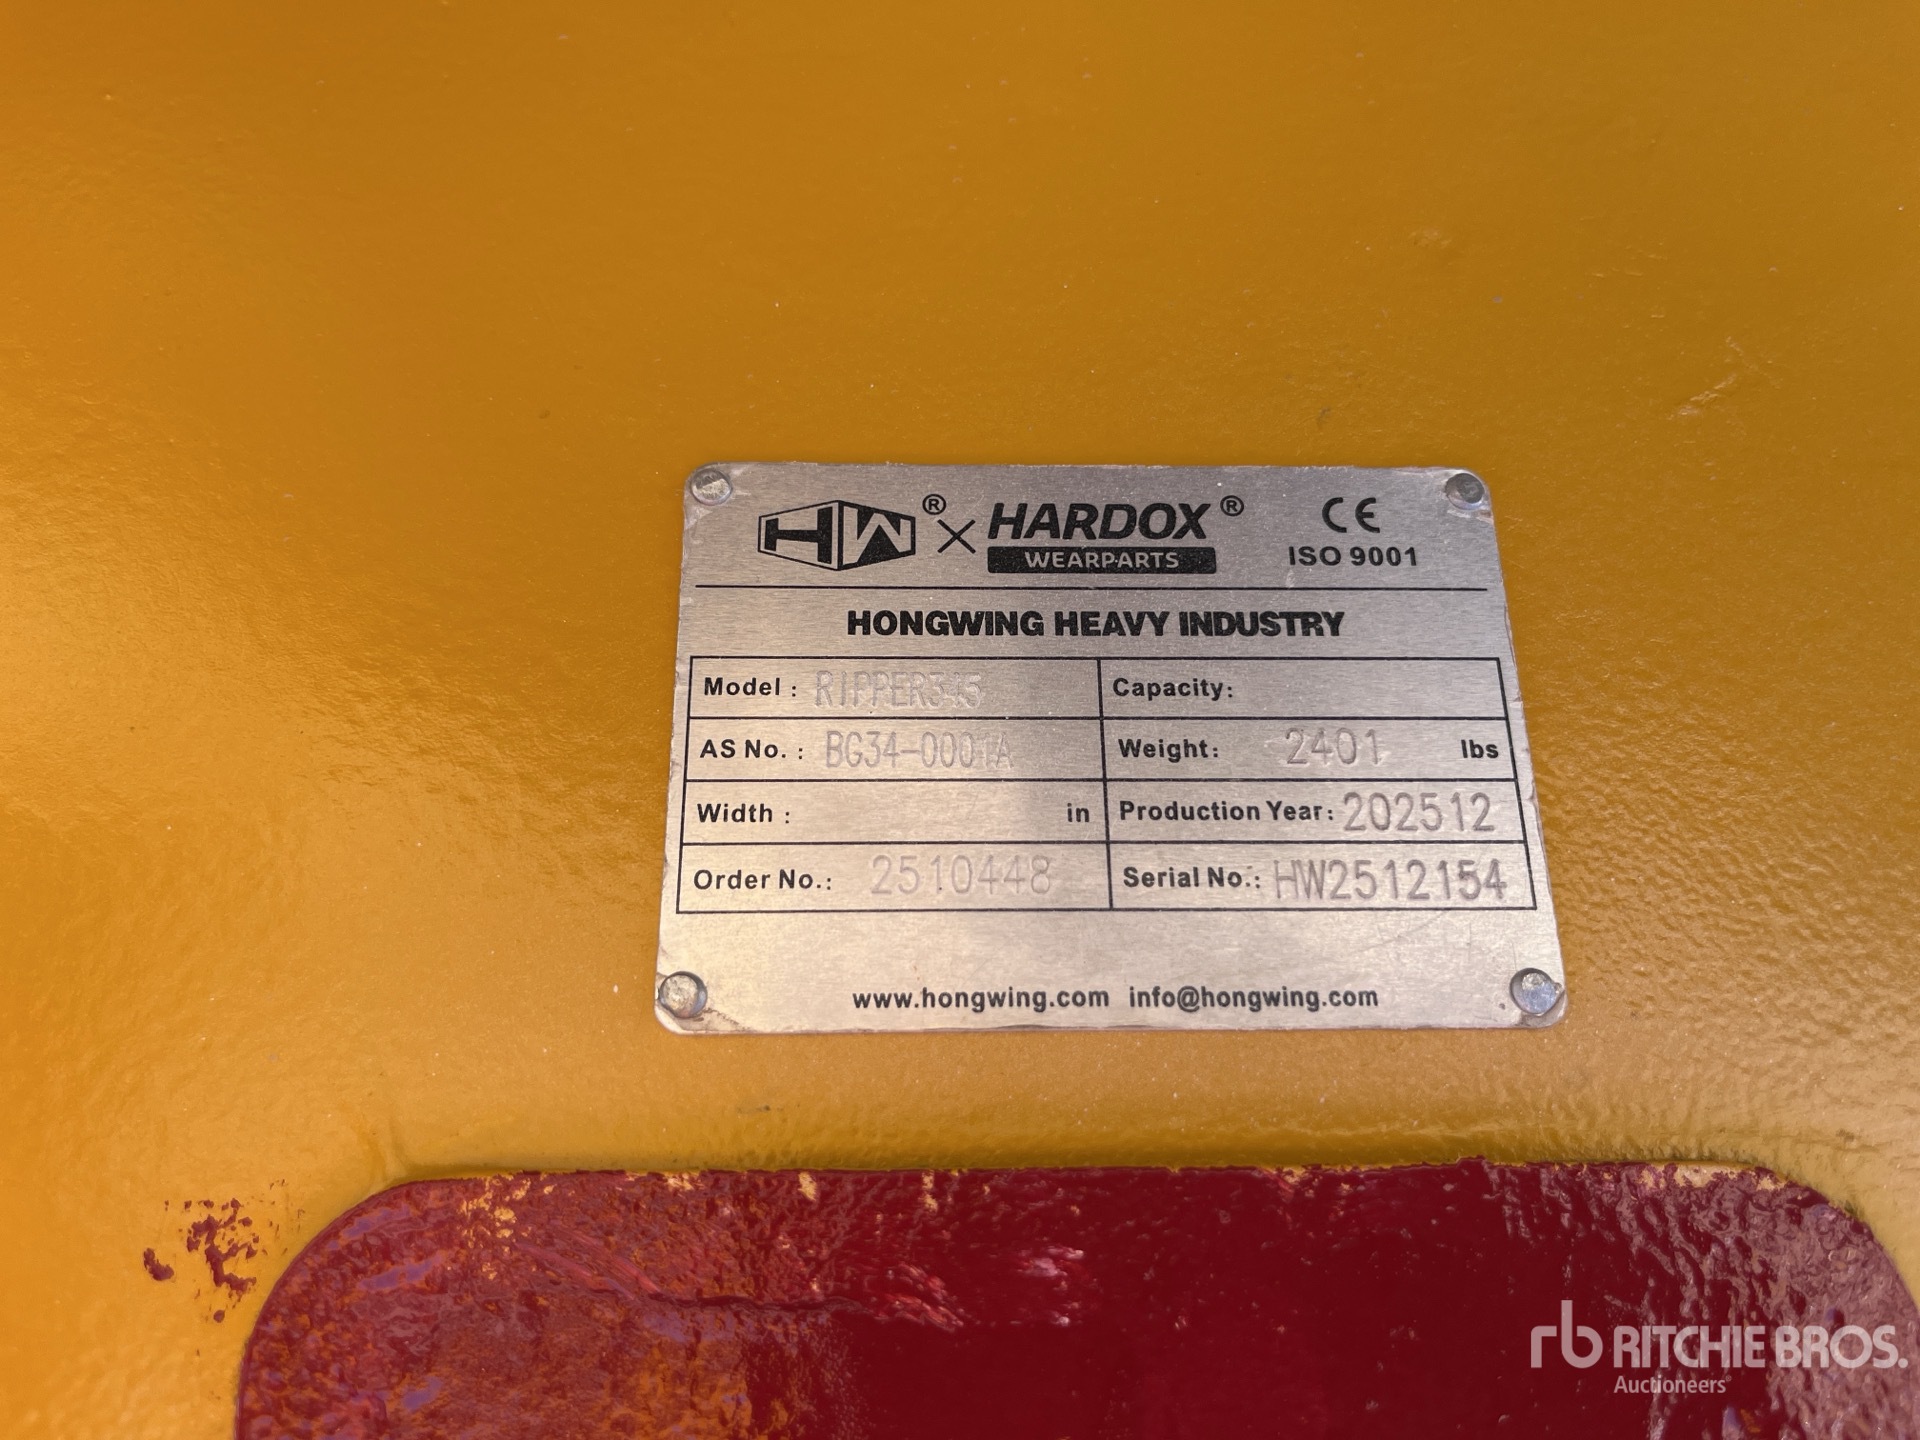 HW® × HARDOX® CE
WEARPARTS ISO 9001
HONGWING HEAVY INDUSTRY
Model : RIPPER345 Capacity:
AS No. : BG34-0001A Weight: 2401 lbs
Width : in Production Year: 202512
Order No.: 2510448 Serial No.: HW2512154
www.hongwing.com info@hongwing.com
rb RITCHIE BROS.
Auctioneers